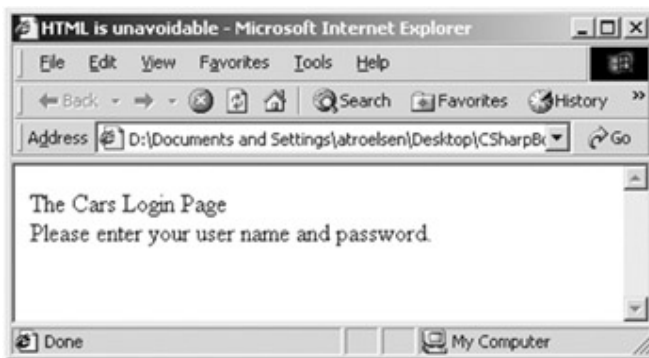 HTML is unavoidable - Microsoft Internet Explorer
File Edit View Favorites Tools Help
Back Search Favorites History »
Address D:\Documents and Settings\atroelsen\Desktop\CSharpBo Go
The Cars Login Page
Please enter your user name and password.
Done My Computer